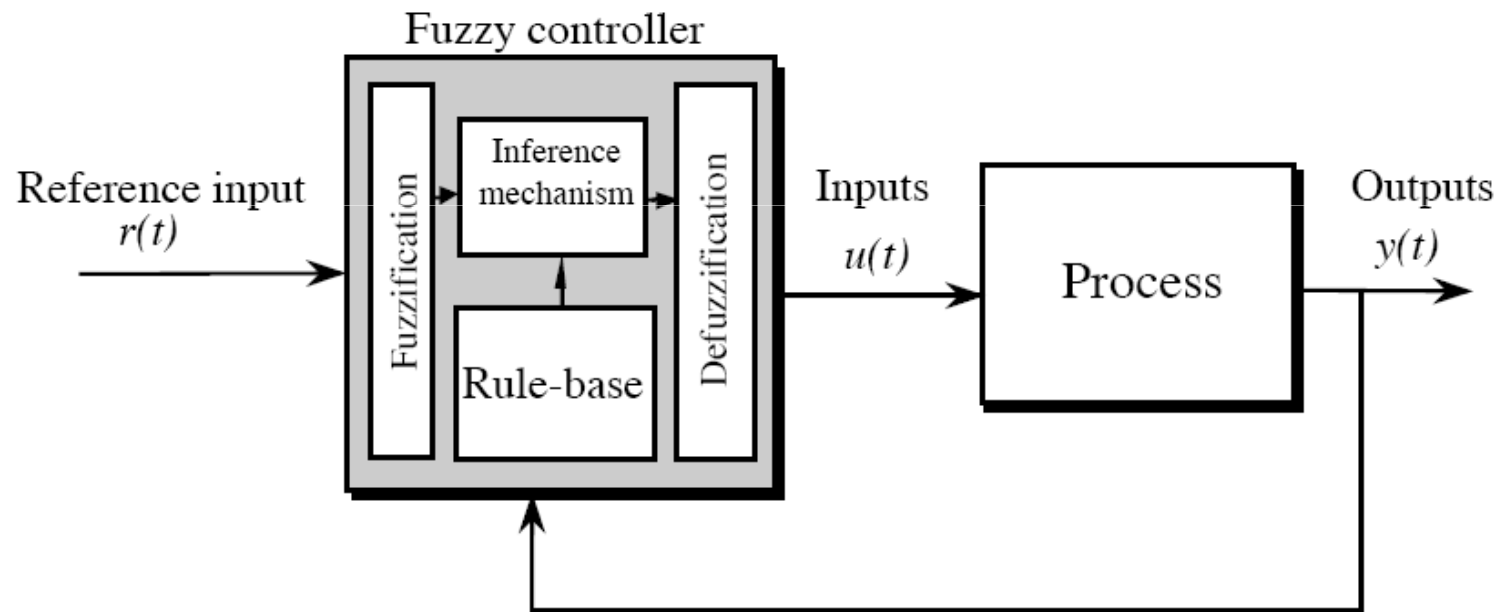 Fuzzy controller
Reference input
r(t)
Fuzzification
Inference
mechanism
Rule-base
Defuzzification
Inputs
u(t)
Process
Outputs
y(t)